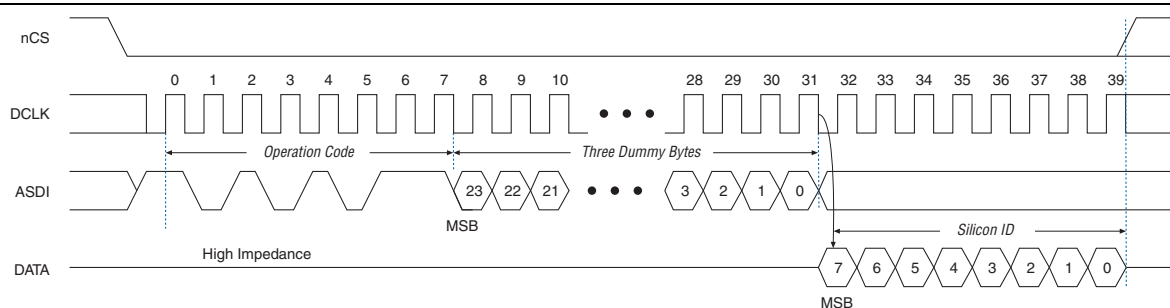 nCS
0 1 2 3 4 5 6 7 8 9 10 28 29 30 31 32 33 34 35 36 37 38 39
DCLK
Operation Code Three Dummy Bytes
ASDI 23 22 21 3 2 1 0
MSB
Silicon ID
High Impedance
DATA 7 6 5 4 3 2 1 0
MSB